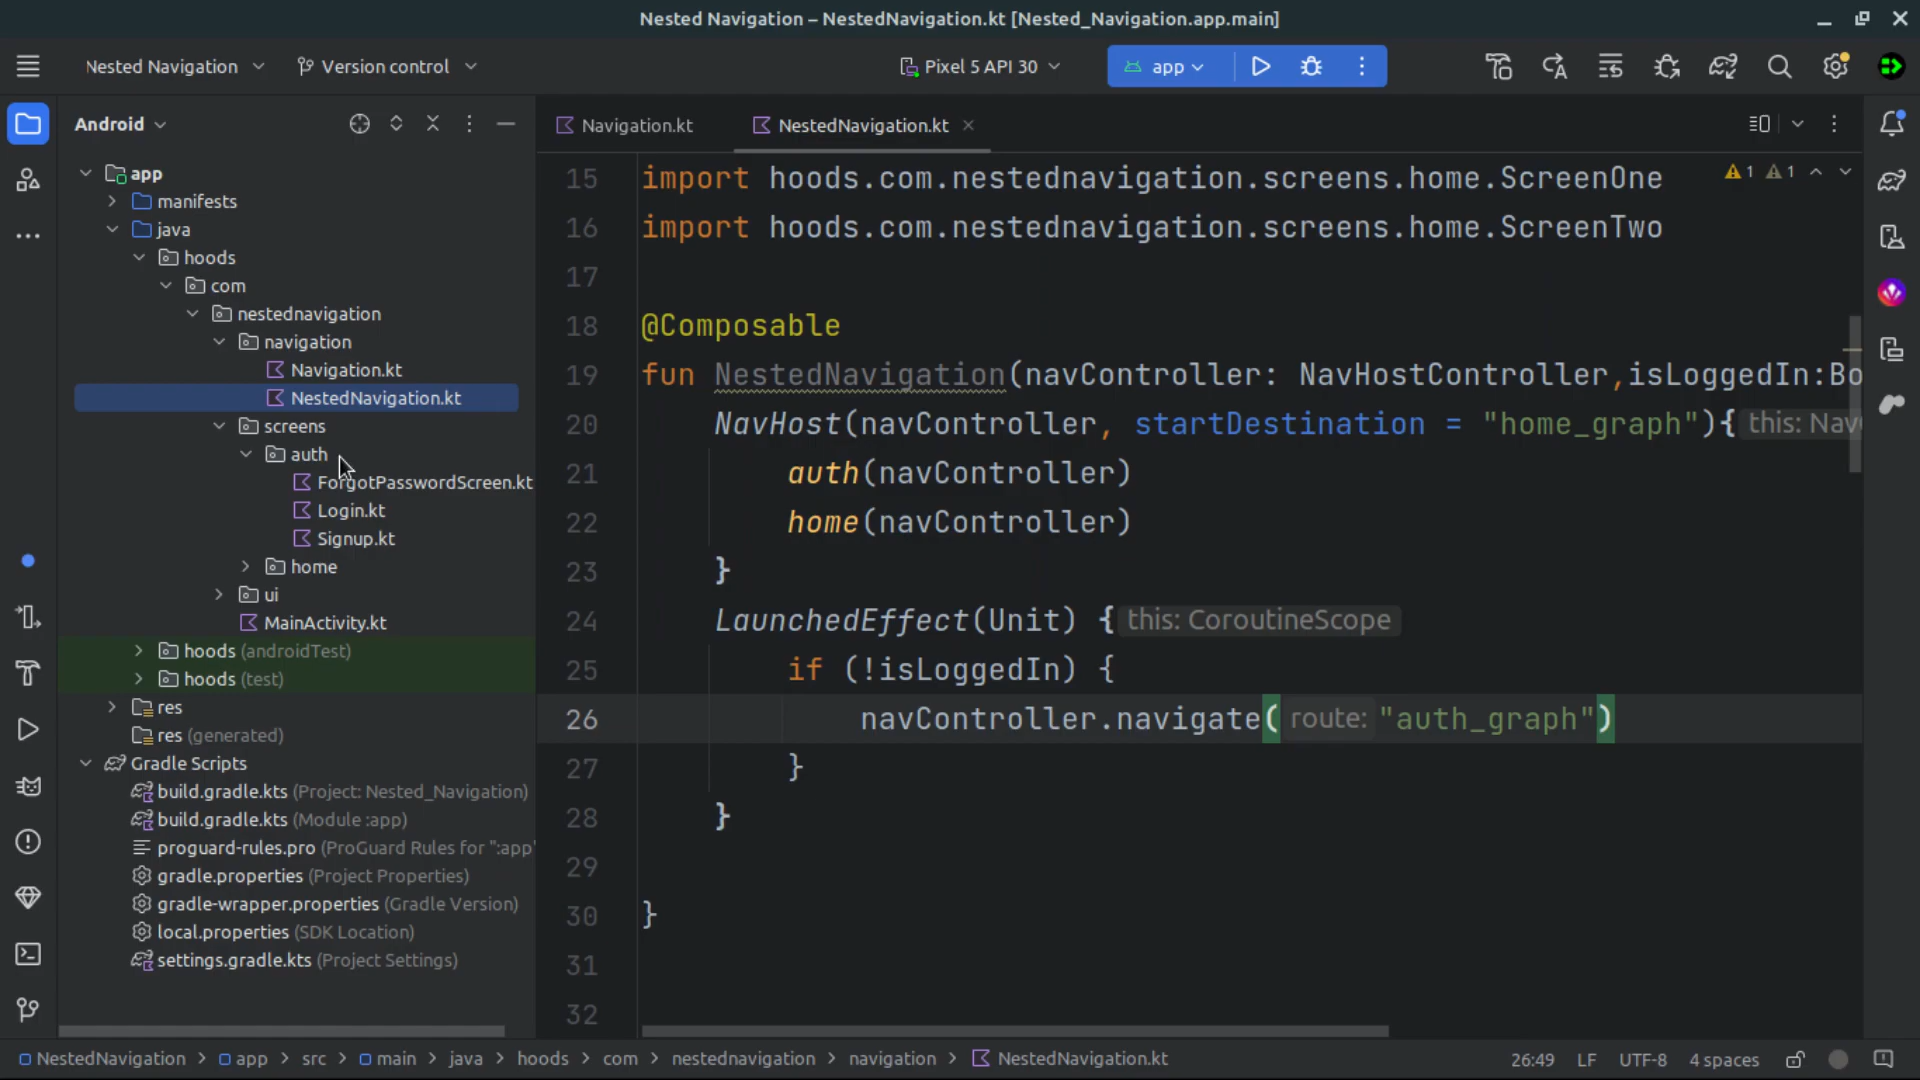 Nested Navigation – NestedNavigation.kt [Nested_Navigation.app.main]
Nested Navigation
Version control
Pixel 5 API 30
app
Android
Navigation.kt
NestedNavigation.kt
app
manifests
java
hoods
com
nestednavigation
navigation
Navigation.kt
NestedNavigation.kt
screens
auth
ForgotPasswordScreen.kt
Login.kt
Signup.kt
home
ui
MainActivity.kt
hoods (androidTest)
hoods (test)
res
res (generated)
Gradle Scripts
build.gradle.kts (Project: Nested_Navigation)
build.gradle.kts (Module :app)
proguard-rules.pro (ProGuard Rules for ":app"
gradle.properties (Project Properties)
gradle-wrapper.properties (Gradle Version)
local.properties (SDK Location)
settings.gradle.kts (Project Settings)
1 1
15 import hoods.com.nestednavigation.screens.home.ScreenOne
16 import hoods.com.nestednavigation.screens.home.ScreenTwo
17
18 @Composable
19 fun NestedNavigation(navController: NavHostController,isLoggedIn:Bo
20 NavHost(navController, startDestination = "home_graph"){ this: Nav
21 auth(navController)
22 home(navController)
23 }
24 LaunchedEffect(Unit) { this: CoroutineScope
25 if (!isLoggedIn) {
26 navController.navigate( route: "auth_graph")
27 }
28 }
29
30 }
31
32
NestedNavigation > app > src > main > java > hoods > com > nestednavigation > navigation > NestedNavigation.kt
26:49 LF UTF-8 4 spaces